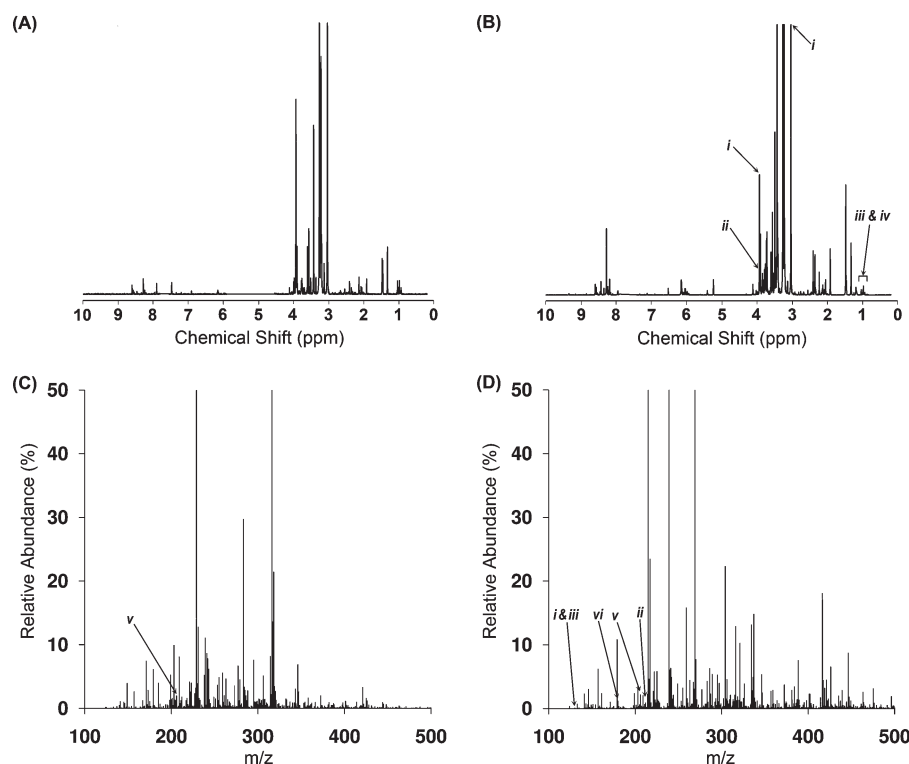 (A)
10 9 8 7 6 5 4 3 2 1 0
Chemical Shift (ppm)
(B)
i
i
ii
iii & iv
10 9 8 7 6 5 4 3 2 1 0
Chemical Shift (ppm)
(C)
50
40
30
20
10
0
Relative Abundance (%)
v
100 200 300 400 500
m/z
(D)
50
40
30
20
10
0
Relative Abundance (%)
i & iii
vi
v
ii
100 200 300 400 500
m/z